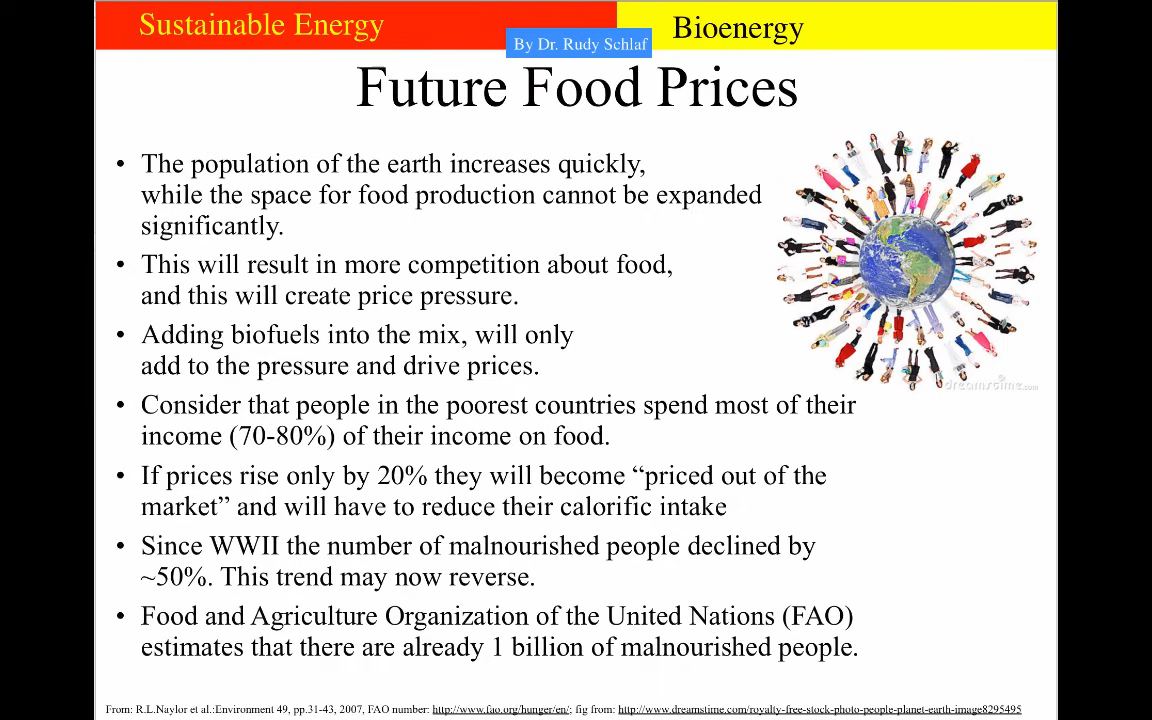 Sustainable Energy
Bioenergy
By Dr. Rudy Schlaf
Future Food Prices
• The population of the earth increases quickly,
while the space for food production cannot be expanded
significantly.
• This will result in more competition about food,
and this will create price pressure.
• Adding biofuels into the mix, will only
add to the pressure and drive prices.
• Consider that people in the poorest countries spend most of their
income (70-80%) of their income on food.
• If prices rise only by 20% they will become “priced out of the
market” and will have to reduce their calorific intake
• Since WWII the number of malnourished people declined by
~50%. This trend may now reverse.
• Food and Agriculture Organization of the United Nations (FAO)
estimates that there are already 1 billion of malnourished people.
dreamstime.com
From: R.L.Naylor et al.:Environment 49, pp.31-43, 2007, FAO number: http://www.fao.org/hunger/en/; fig from: http://www.dreamstime.com/royalty-free-stock-photo-people-planet-earth-image8295495